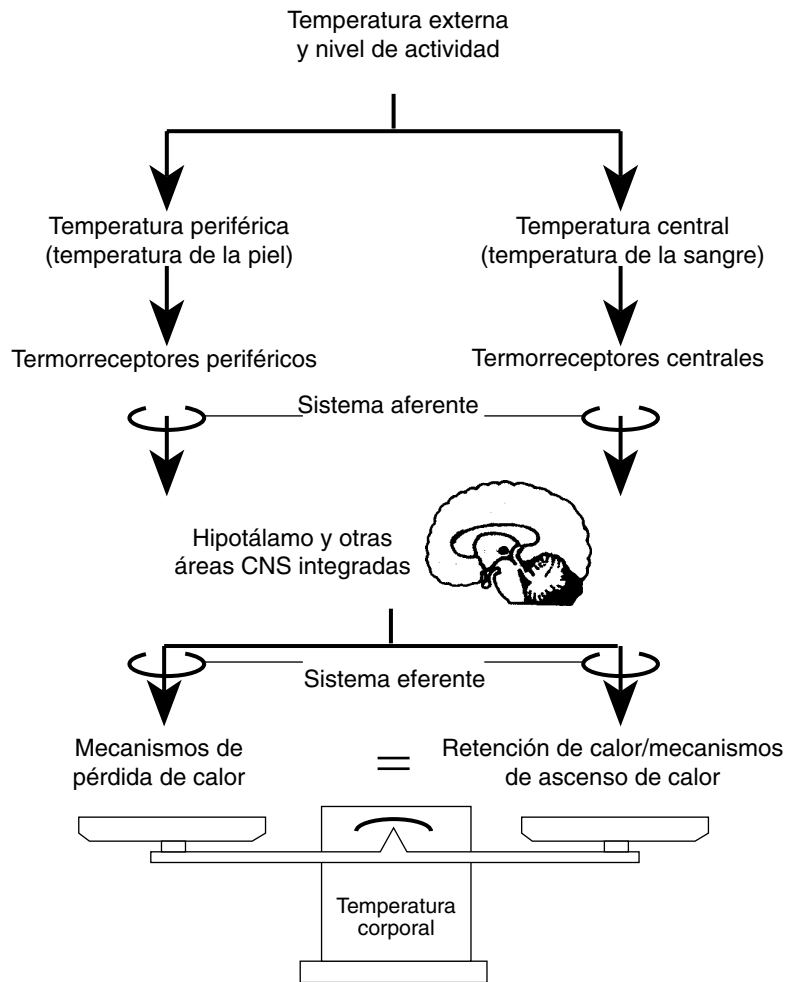 Temperatura externa
y nivel de actividad
Temperatura periférica
(temperatura de la piel)
Temperatura central
(temperatura de la sangre)
Termorreceptores periféricos
Termorreceptores centrales
Sistema aferente
Hipotálamo y otras
áreas CNS integradas
Sistema eferente
Mecanismos de
pérdida de calor
=
Retención de calor/mecanismos
de ascenso de calor
Temperatura
corporal